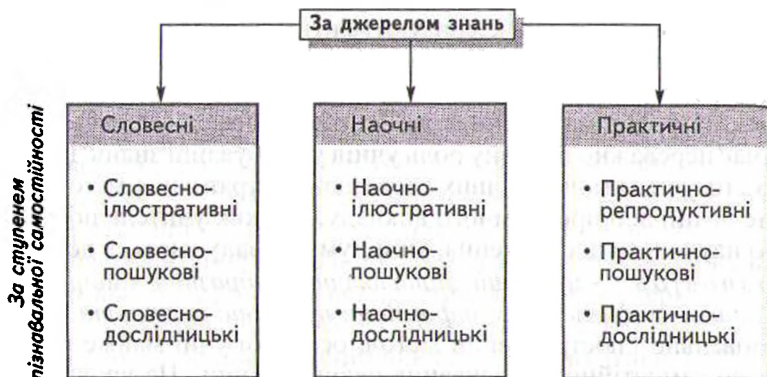 За джерелом знань
За ступенем
пізнавальної самостійності
Словесні
• Словесно-
ілюстративні
• Словесно-
пошукові
• Словесно-
дослідницькі
Наочні
• Наочно-
ілюстративні
• Наочно-
пошукові
• Наочно-
дослідницькі
Практичні
• Практично-
репродуктивні
• Практично-
пошукові
• Практично-
дослідницькі